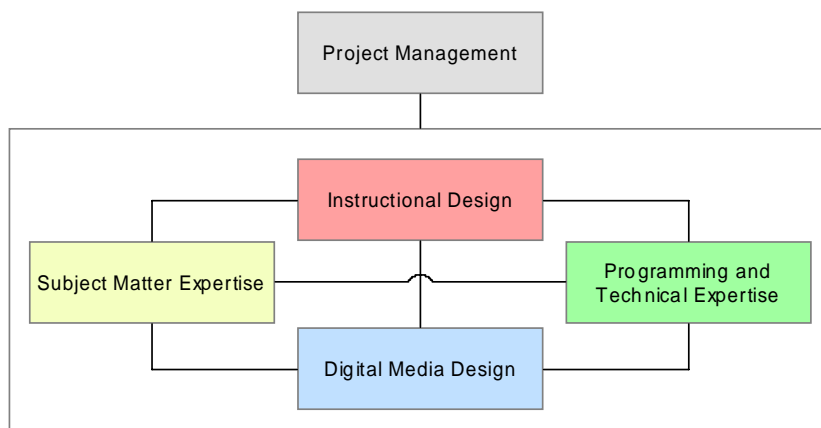 Project Management
Instructional Design
Subject Matter Expertise
Programming and
Technical Expertise
Digital Media Design